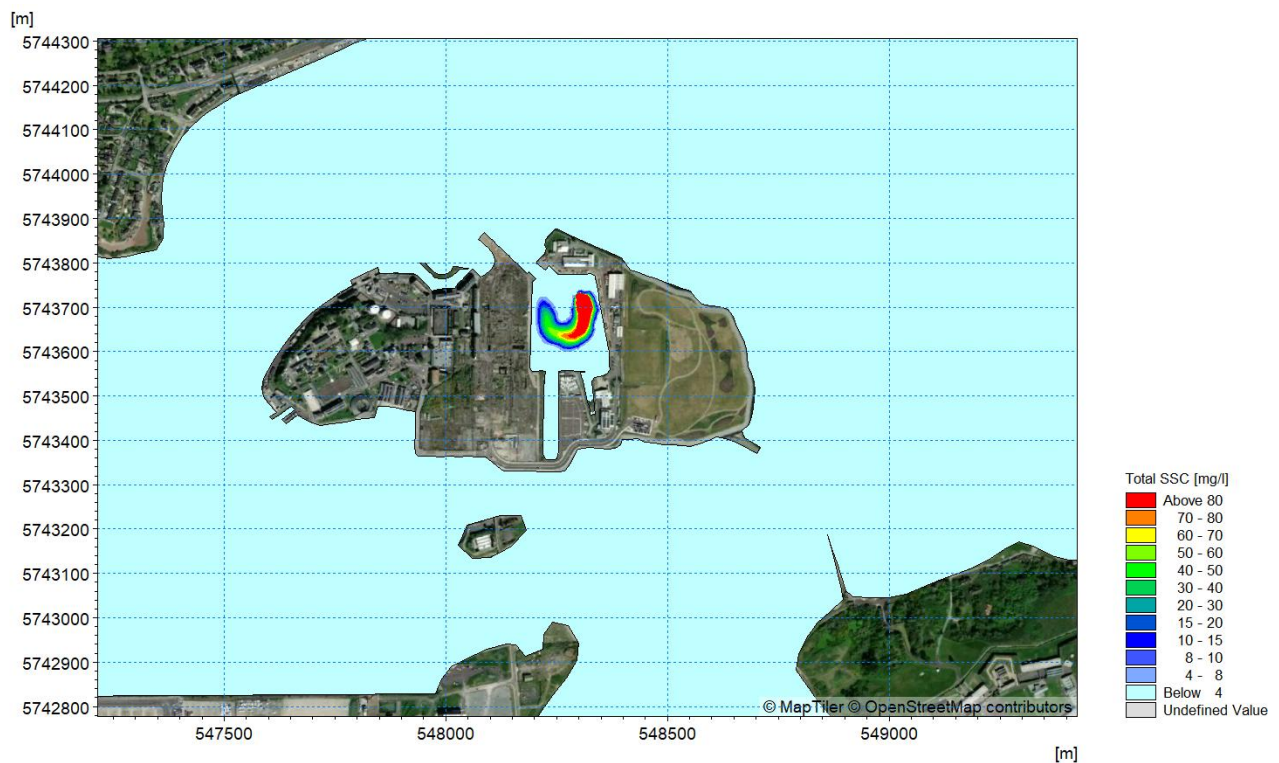 [m]
5744300
5744200
5744100
5744000
5743900
5743800
5743700
5743600
5743500
5743400
5743300
5743200
5743100
5743000
5742900
5742800
547500 548000 548500 549000
[m]
© MapTiler © OpenStreetMap contributors
Total SSC [mg/l]
Above 80
70 - 80
60 - 70
50 - 60
40 - 50
30 - 40
20 - 30
15 - 20
10 - 15
8 - 10
4 - 8
Below 4
Undefined Value